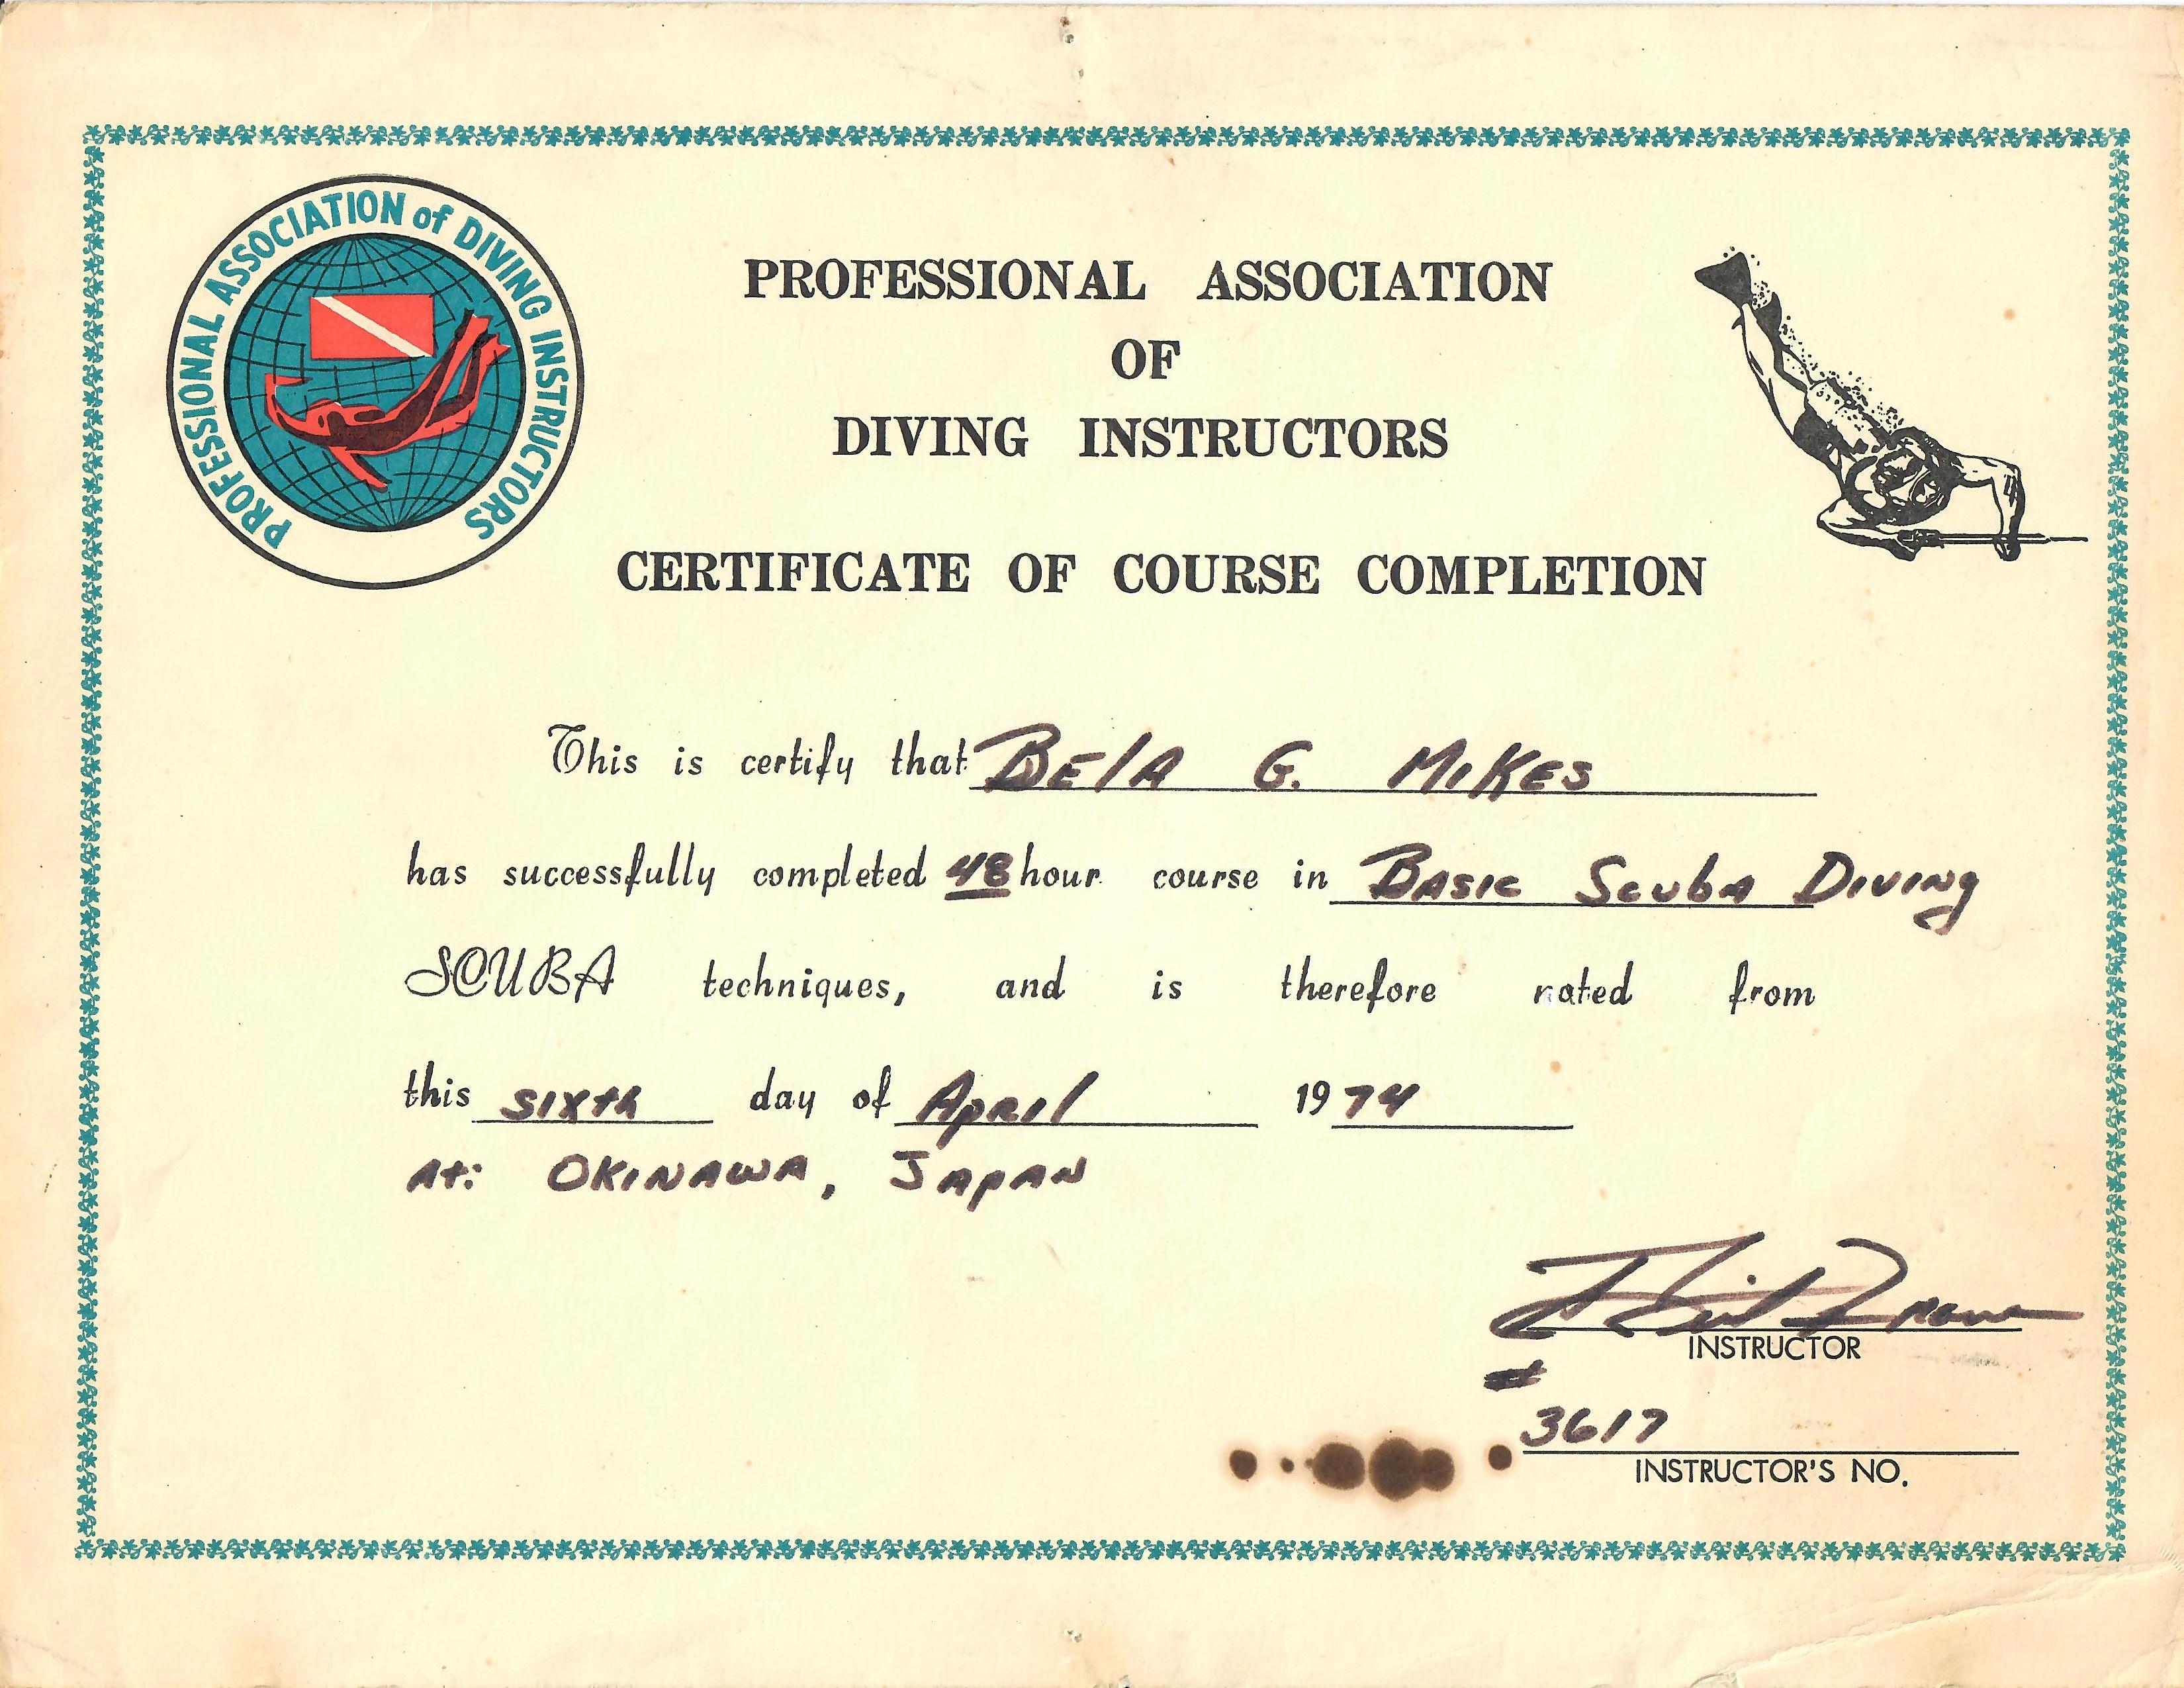 PROFESSIONAL ASSOCIATION of DIVING INSTRUCTORS
PROFESSIONAL ASSOCIATION
OF
DIVING INSTRUCTORS
CERTIFICATE OF COURSE COMPLETION
This is certify that BElA G. MIKES
has successfully completed 48 hour course in BASIC ScubA DIVINg
SCUBA techniques, and is therefore rated from
this sixth day of April 1974
At: OKINAWA, JAPAN
INSTRUCTOR
#
3617
INSTRUCTOR'S NO.